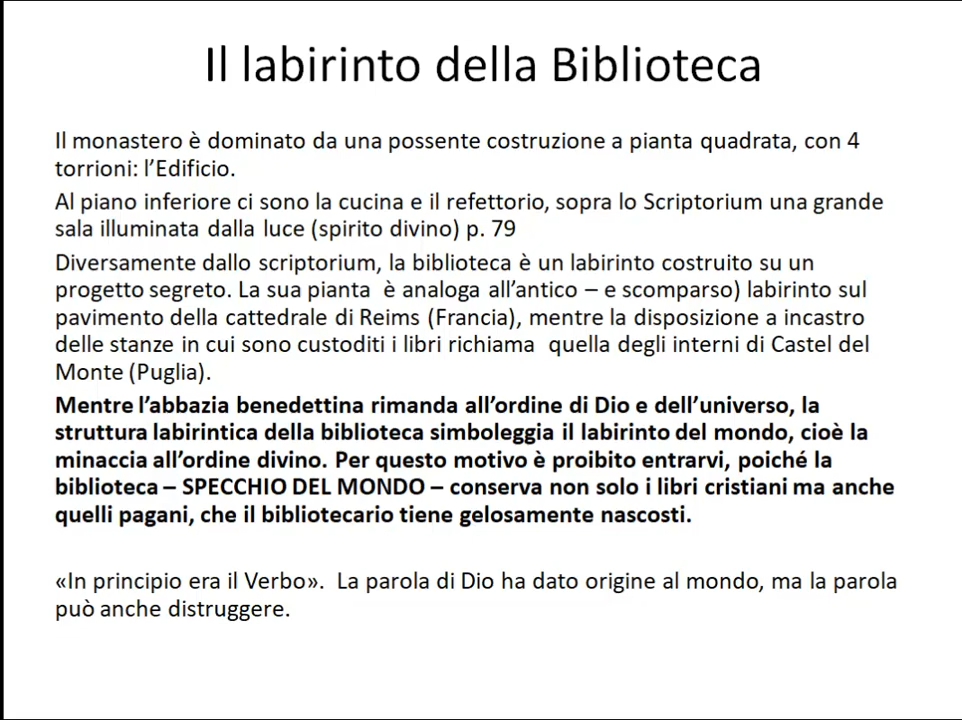 Il labirinto della Biblioteca
Il monastero è dominato da una possente costruzione a pianta quadrata, con 4
torrioni: l’Edificio.
Al piano inferiore ci sono la cucina e il refettorio, sopra lo Scriptorium una grande
sala illuminata dalla luce (spirito divino) p. 79
Diversamente dallo scriptorium, la biblioteca è un labirinto costruito su un
progetto segreto. La sua pianta  è analoga all’antico – e scomparso) labirinto sul
pavimento della cattedrale di Reims (Francia), mentre la disposizione a incastro
delle stanze in cui sono custoditi i libri richiama  quella degli interni di Castel del
Monte (Puglia).
Mentre l’abbazia benedettina rimanda all’ordine di Dio e dell’universo, la
struttura labirintica della biblioteca simboleggia il labirinto del mondo, cioè la
minaccia all’ordine divino. Per questo motivo è proibito entrarvi, poiché la
biblioteca – SPECCHIO DEL MONDO – conserva non solo i libri cristiani ma anche
quelli pagani, che il bibliotecario tiene gelosamente nascosti.
«In principio era il Verbo».  La parola di Dio ha dato origine al mondo, ma la parola
può anche distruggere.